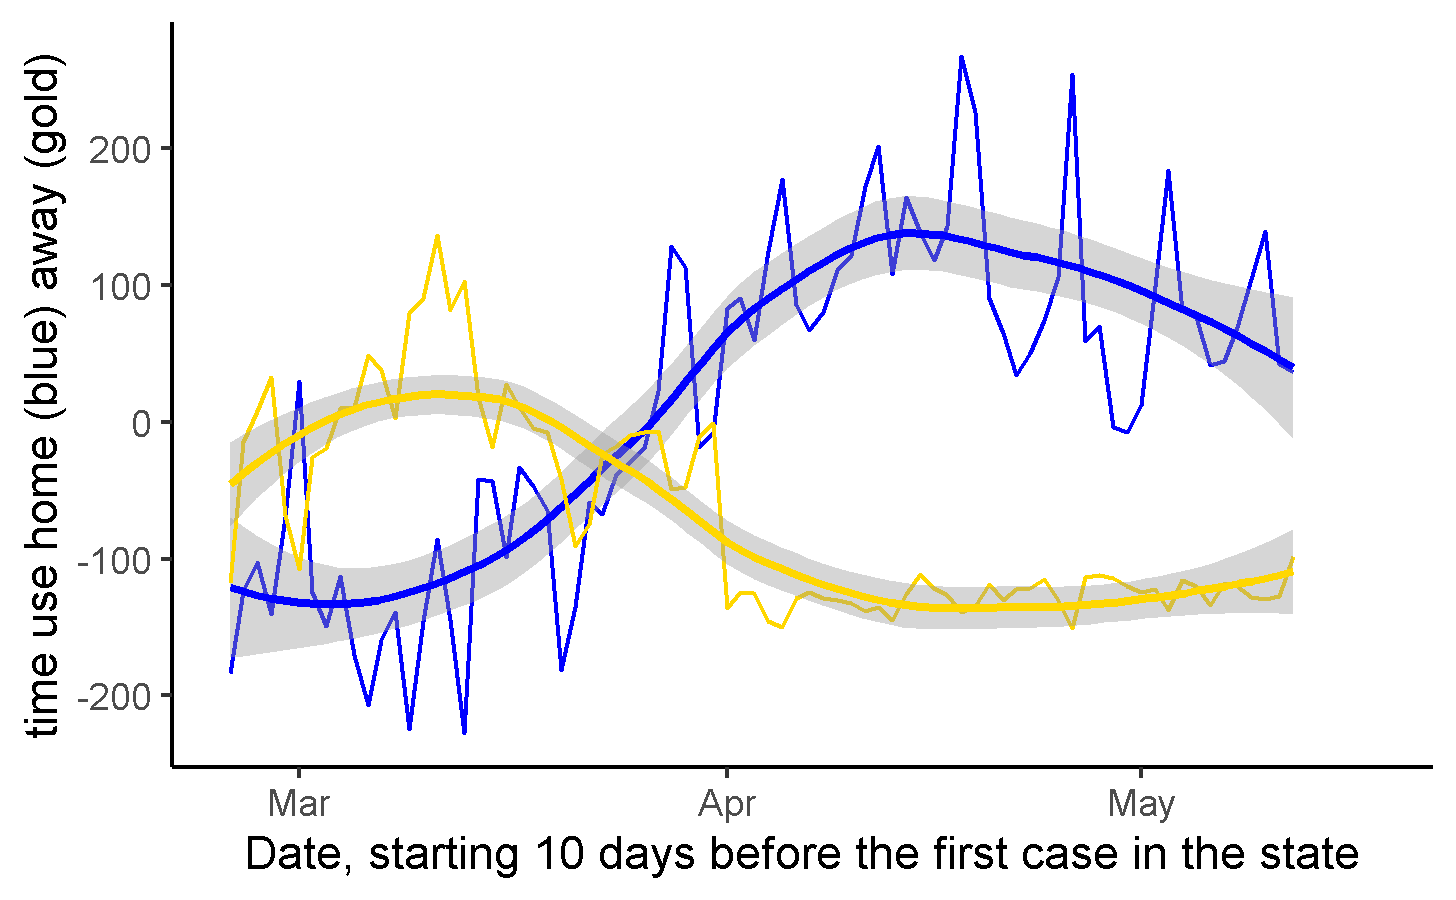 time use home (blue) away (gold)
200
100
0
-100
-200
Mar
Apr
May
Date, starting 10 days before the first case in the state